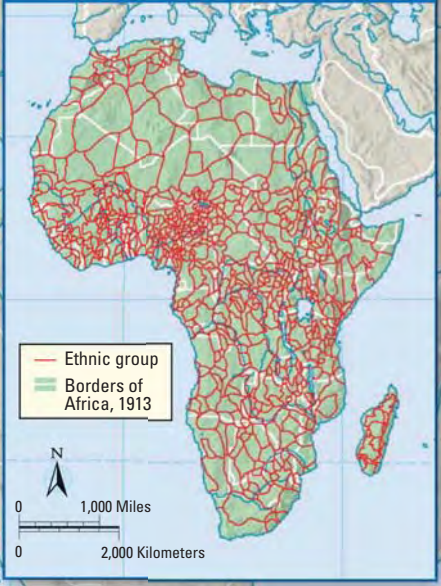 Ethnic group
Borders of
Africa, 1913
N
0 1,000 Miles
0 2,000 Kilometers